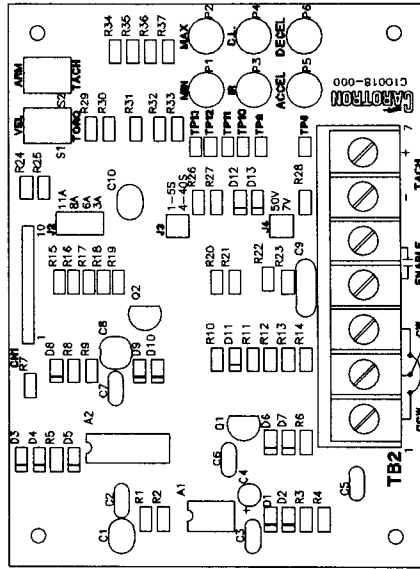 R34
R35
R36
R37
MAX
P2
C.L.
P4
DECEL
P6
MIN
P1
IR
P3
ACCEL
P5
CAROTRON
C10018-000
ARM
TACH
S2
VEL
TORQ
S1
R29
R30
R31
R32
R33
TP13
TP12
TP11
TP10
TP9
TP8
R24
R25
J2
11A
8A
6A
3A
C10
J3
1-5S
4-40S
R26
R27
D12
D13
J4
50V
7V
R28
CN1
1
10
R15
R16
R17
R18
R19
Q2
R20
R21
R22
R23
C9
R7
D8
R8
R9
C7
C8
D9
D10
R10
D11
R11
R12
R13
R14
D3
D4
R5
D5
A2
Q1
C6
D6
D7
R6
C1
C2
R1
R2
A1
C3
C4
+
D1
D2
R3
R4
C5
TB2
1
7
CCW
CW
ENABLE
-
+
TACH